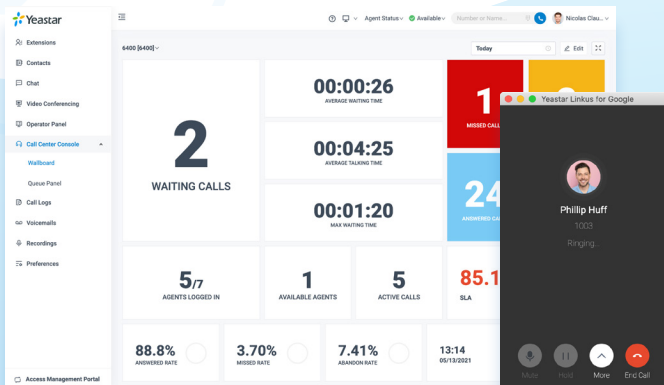 Yeastar
Agent Status
Available
Number or Name...
Nicolas Clau..
Extensions
Contacts
Chat
Video Conferencing
Operator Panel
Call Center Console
Wallboard
Queue Panel
Call Logs
Voicemails
Recordings
Preferences
Access Management Portal
6400 [6400]
Today
Edit
2
WAITING CALLS
00:00:26
AVERAGE WAITING TIME
00:04:25
AVERAGE TALKING TIME
00:01:20
MAX WAITING TIME
1
MISSED CALL
24
ANSWERED CA
5/7
AGENTS LOGGED IN
1
AVAILABLE AGENTS
5
ACTIVE CALLS
85.1
SLA
88.8%
ANSWERED RATE
3.70%
MISSED RATE
7.41%
ABANDON RATE
13:14
05/13/2021
Yeastar Linkus for Google
Phillip Huff
1003
Ringing..
Mute
Hold
More
End Call